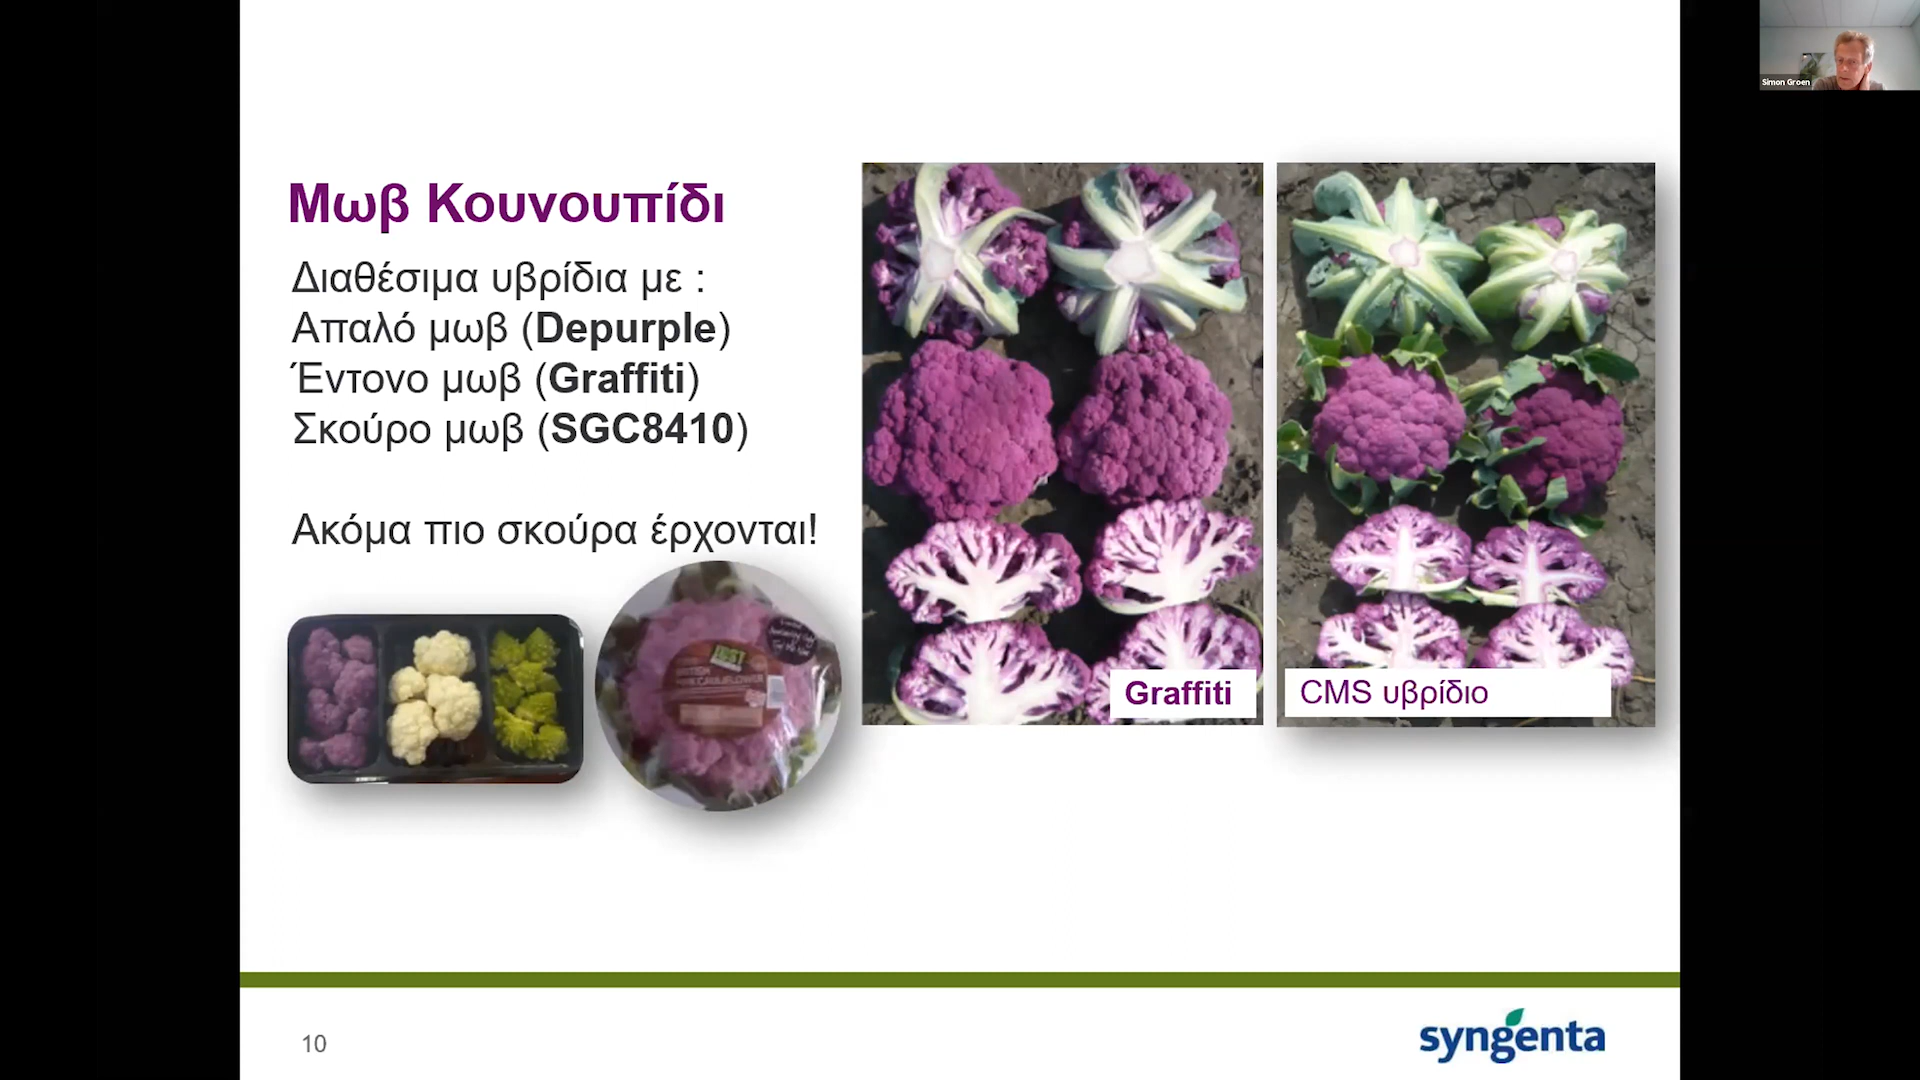 Simon Groen
Μωβ Κουνουπίδι
Διαθέσιμα υβρίδια με :
Απαλό μωβ (Depurple)
Έντονο μωβ (Graffiti)
Σκούρο μωβ (SGC8410)
Ακόμα πιο σκούρα έρχονται!
Graffiti
CMS υβρίδιο
10
syngenta